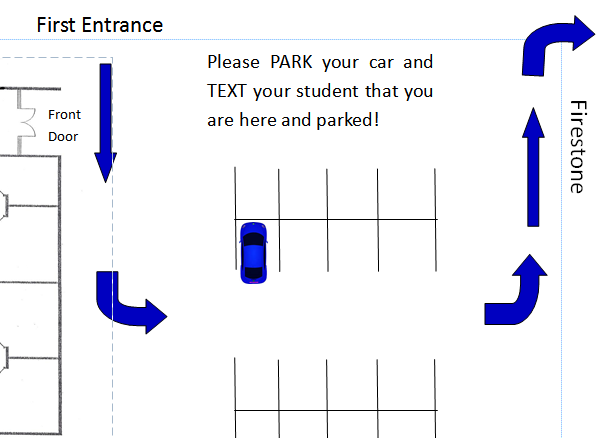 First Entrance
Please PARK your car and
TEXT your student that you
are here and parked!
Front
Door
Firestone